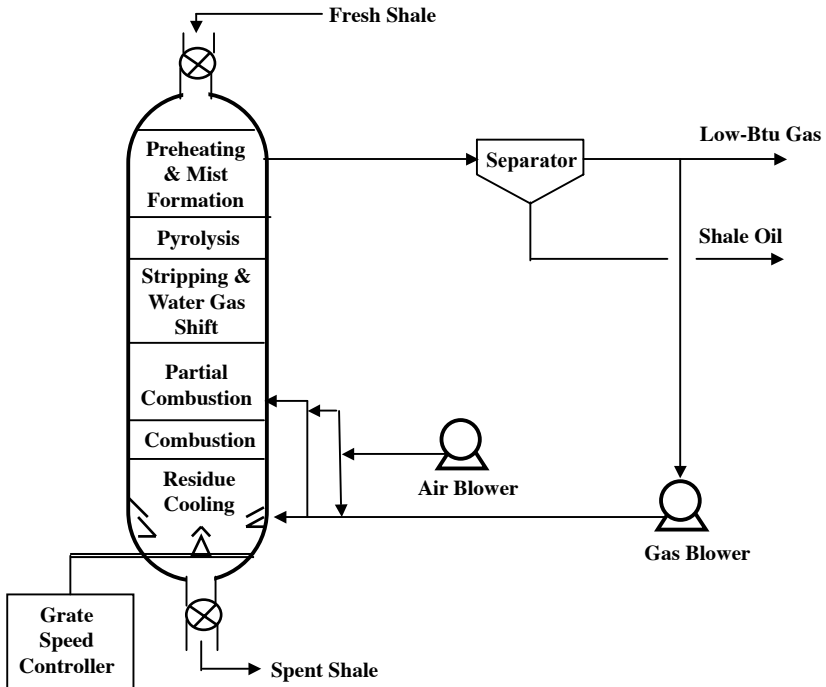 Fresh Shale
Low-Btu Gas
Preheating
& Mist
Formation
Separator
Pyrolysis
Shale Oil
Stripping &
Water Gas
Shift
Partial
Combustion
Combustion
Residue
Cooling
Air Blower
Gas Blower
Grate
Speed
Controller
Spent Shale